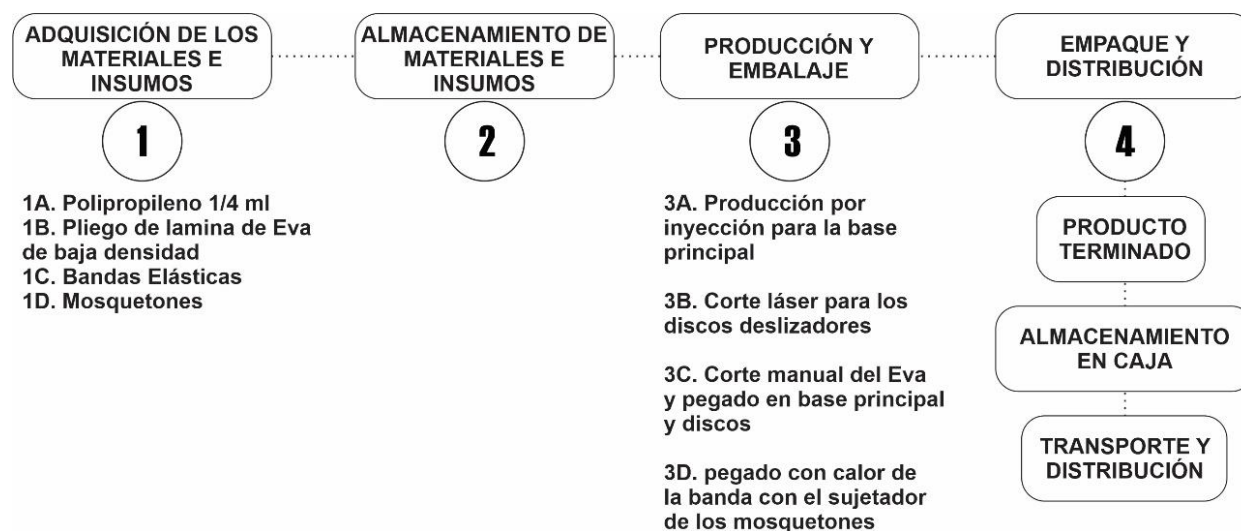 ADQUISICIÓN DE LOS
MATERIALES E
INSUMOS
1
1A. Polipropileno 1/4 ml
1B. Pliego de lamina de Eva
de baja densidad
1C. Bandas Elásticas
1D. Mosquetones
ALMACENAMIENTO DE
MATERIALES E
INSUMOS
2
PRODUCCIÓN Y
EMBALAJE
3
3A. Producción por
inyección para la base
principal
3B. Corte láser para los
discos deslizadores
3C. Corte manual del Eva
y pegado en base principal
y discos
3D. pegado con calor de
la banda con el sujetador
de los mosquetones
EMPAQUE Y
DISTRIBUCIÓN
4
PRODUCTO
TERMINADO
ALMACENAMIENTO
EN CAJA
TRANSPORTE Y
DISTRIBUCIÓN